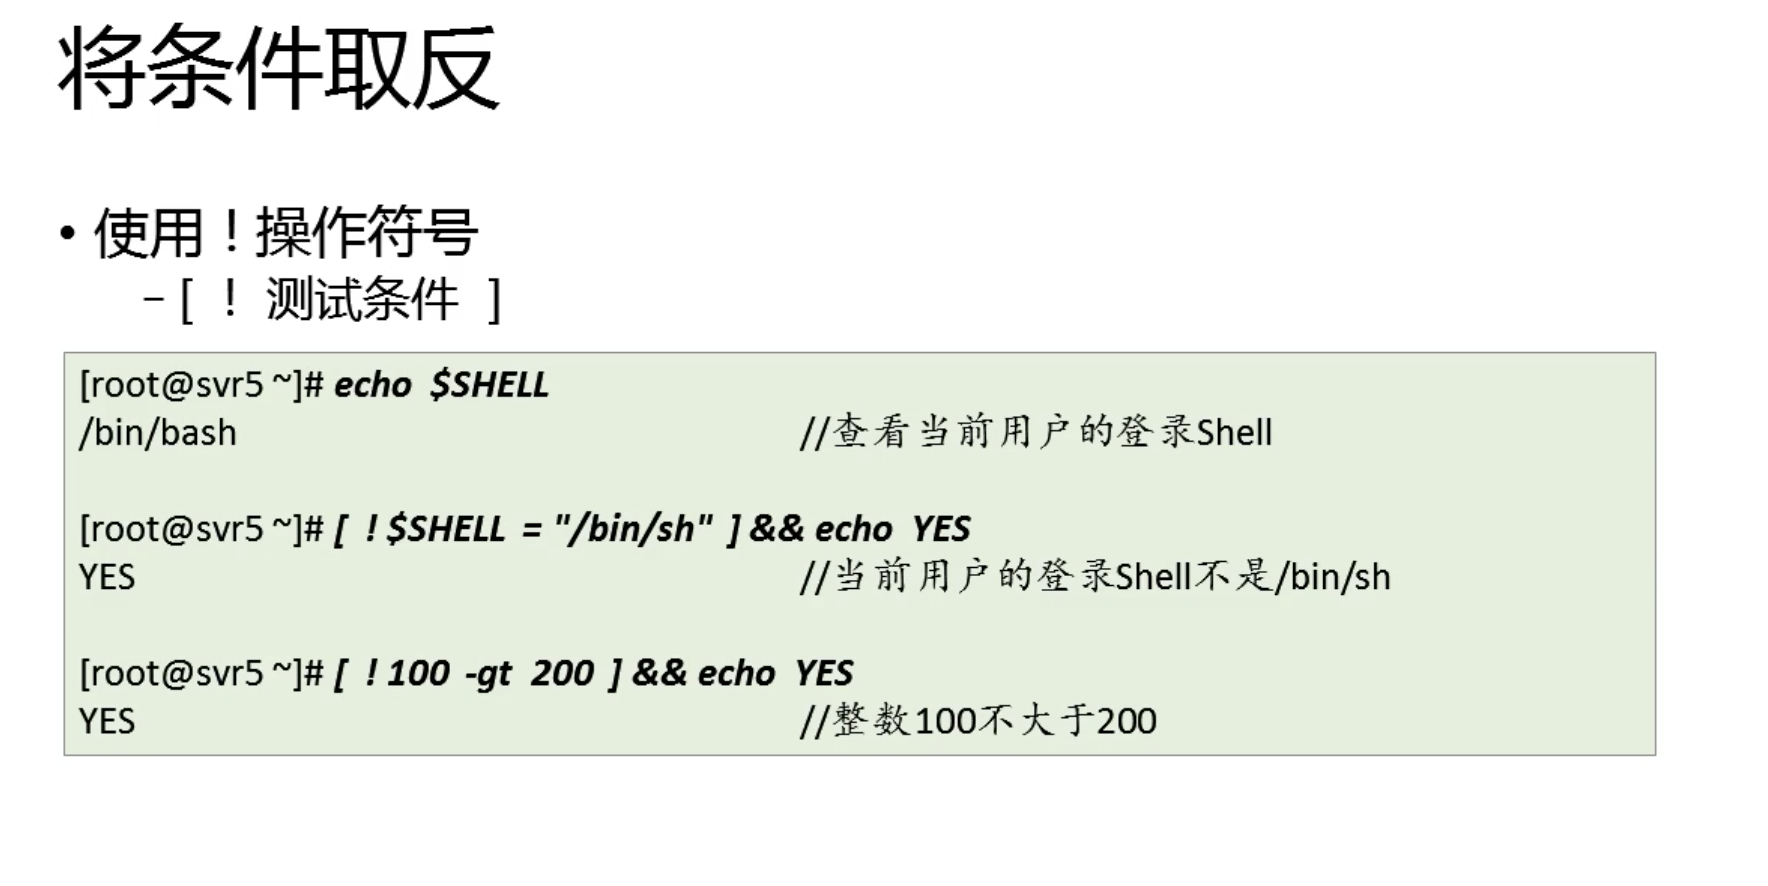 将条件取反
• 使用！操作符号
– [ ！ 测试条件 ]
[root@svr5 ~]# echo $SHELL
/bin/bash //查看当前用户的登录Shell
[root@svr5 ~]# [ ! $SHELL = "/bin/sh" ] && echo YES
YES //当前用户的登录Shell不是/bin/sh
[root@svr5 ~]# [ ! 100 -gt 200 ] && echo YES
YES //整数100不大于200